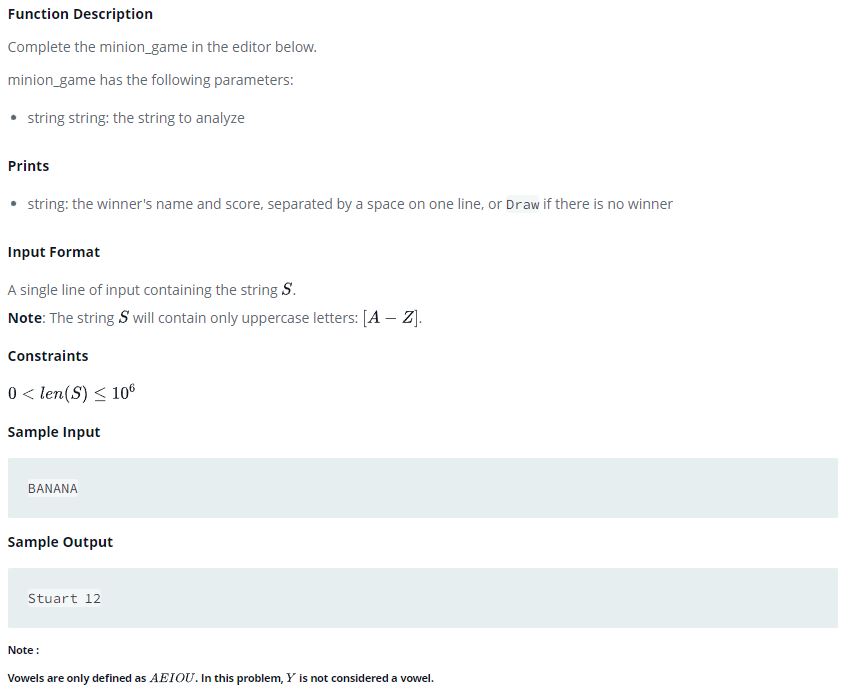 Function Description
Complete the minion_game in the editor below.
minion_game has the following parameters:
• string string: the string to analyze
Prints
• string: the winner's name and score, separated by a space on one line, or Draw if there is no winner
Input Format
A single line of input containing the string S.
Note: The string S will contain only uppercase letters: [A − Z].
Constraints
0 < len(S) ≤ 10⁶
Sample Input
BANANA
Sample Output
Stuart 12
Note :
Vowels are only defined as AEIOU. In this problem, Y is not considered a vowel.